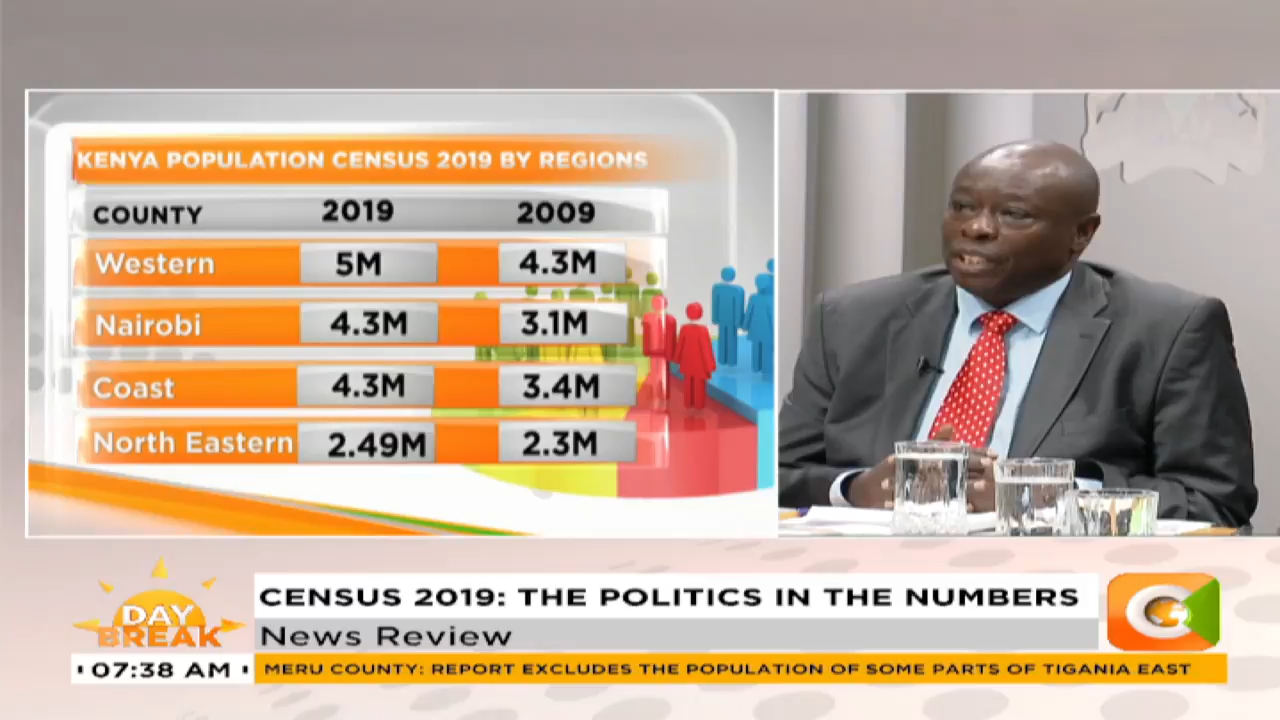 KENYA POPULATION CENSUS 2019 BY REGIONS
COUNTY 2019 2009
Western 5M 4.3M
Nairobi 4.3M 3.1M
Coast 4.3M 3.4M
North Eastern 2.49M 2.3M
DAY
BREAK
CENSUS 2019: THE POLITICS IN THE NUMBERS
News Review
07:38 AM
MERU COUNTY: REPORT EXCLUDES THE POPULATION OF SOME PARTS OF TIGANIA EAST